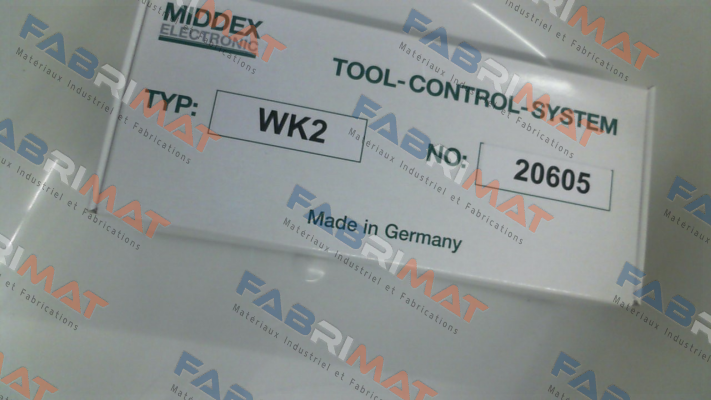 MIDDEX
ELECTRONIC
TOOL-CONTROL-SYSTEM
TYP: WK2
NO: 20605
Made in Germany
FABRIMAT
Materiaux Industriel et Fabrications